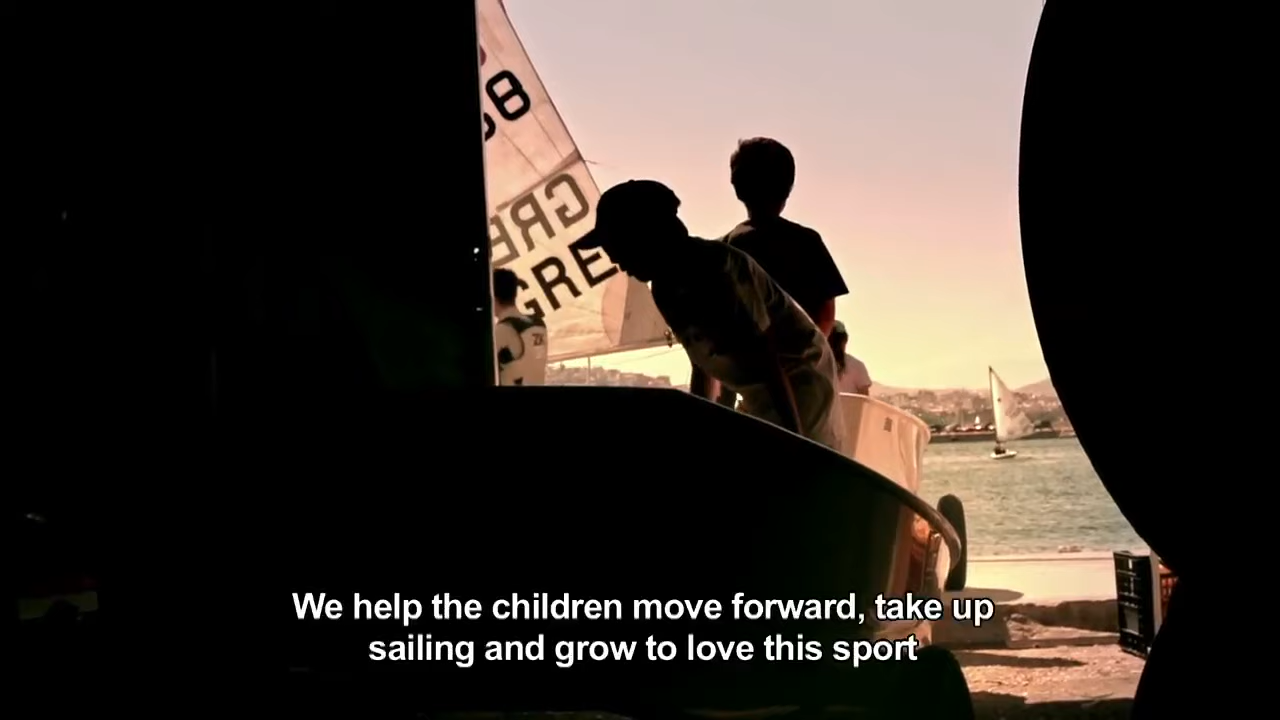 8
GRE
GRE
We help the children move forward, take up
sailing and grow to love this sport